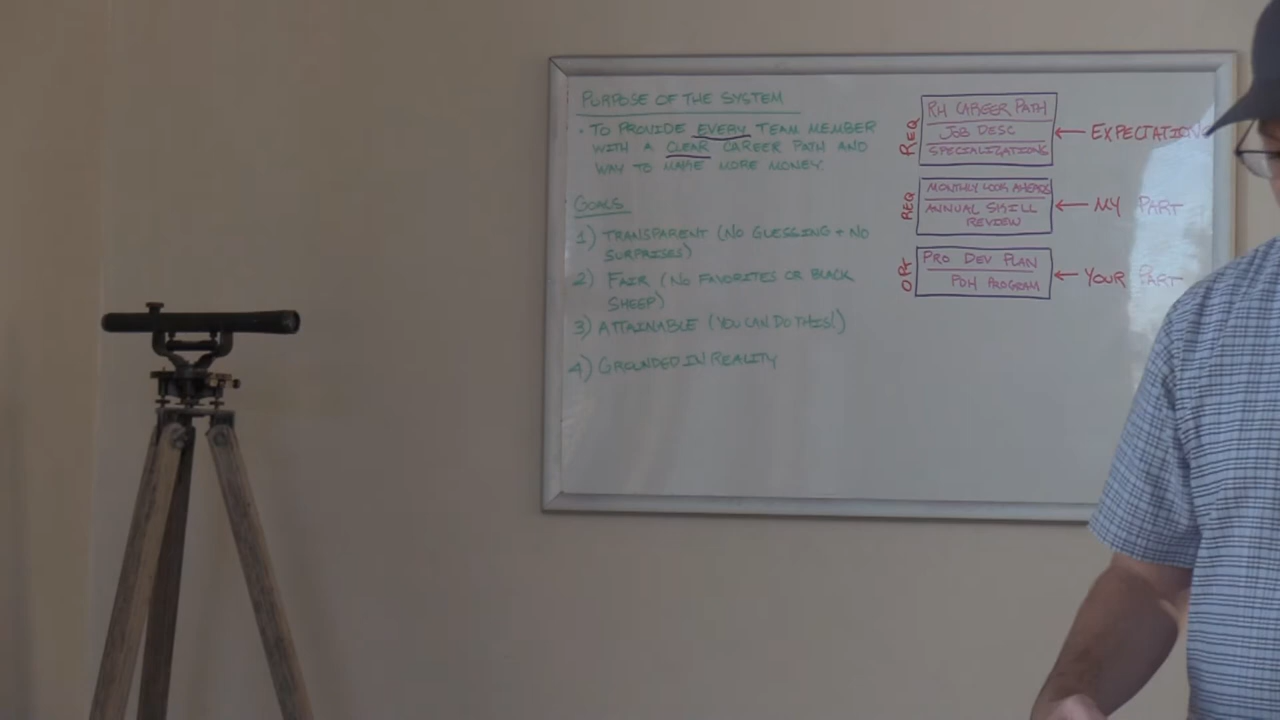 PURPOSE OF THE SYSTEM
• TO PROVIDE EVERY TEAM MEMBER
WITH A CLEAR CAREER PATH AND
WAY TO MAKE MORE MONEY.
GOALS
1) TRANSPARENT (NO GUESSING + NO
SURPRISES)
2) FAIR (NO FAVORITES OR BLACK
SHEEP)
3) ATTAINABLE (YOU CAN DO THIS!)
4) GROUNDED IN REALITY
REQ
RH CAREER PATH
JOB DESC
SPECIALIZATIONS
← EXPECTATION
REQ
MONTHLY LOOK AHEADS
ANNUAL SKILL
REVIEW
← MY PART
OPT
PRO DEV PLAN
PDH PROGRAM
← YOUR PART